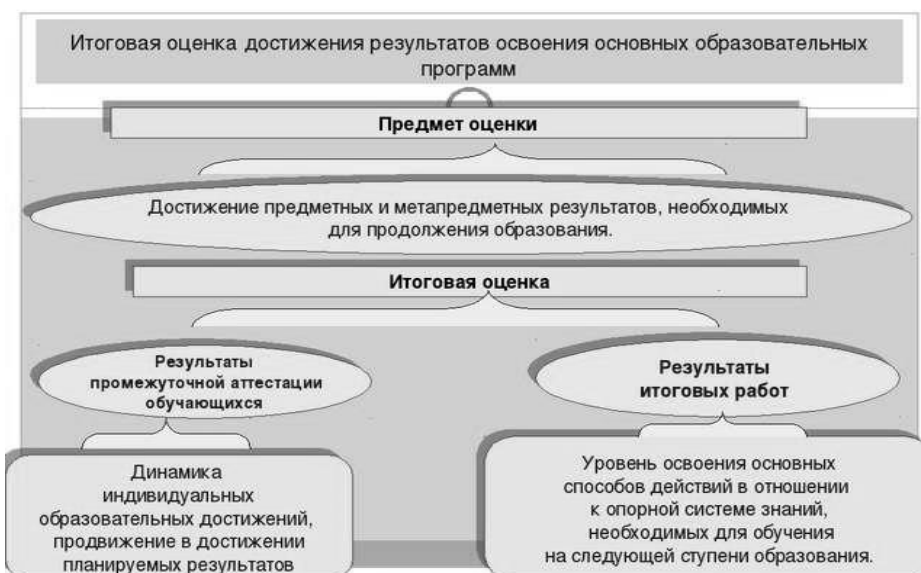 Итоговая оценка достижения результатов освоения основных образовательных
программ
Предмет оценки
Достижение предметных и метапредметных результатов, необходимых
для продолжения образования.
Итоговая оценка
Результаты
промежуточной аттестации
обучающихся
Динамика
индивидуальных
образовательных достижений,
продвижение в достижении
планируемых результатов
Результаты
итоговых работ
Уровень освоения основных
способов действий в отношении
к опорной системе знаний,
необходимых для обучения
на следующей ступени образования.